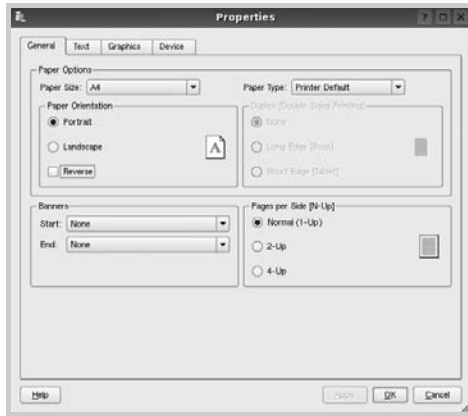 Properties
General Text Graphics Device
Paper Options
Paper Size: A4 Paper Type: Printer Default
Paper Orientation
Portrait
Landscape
Reverse
A
Duplex [Double-Sided Printing]
None
Long Edge [Book]
Short Edge [Tablet]
Banners
Start: None
End: None
Pages per Side [N-Up]
Normal (1-Up)
2-Up
4-Up
Help Apply OK Cancel